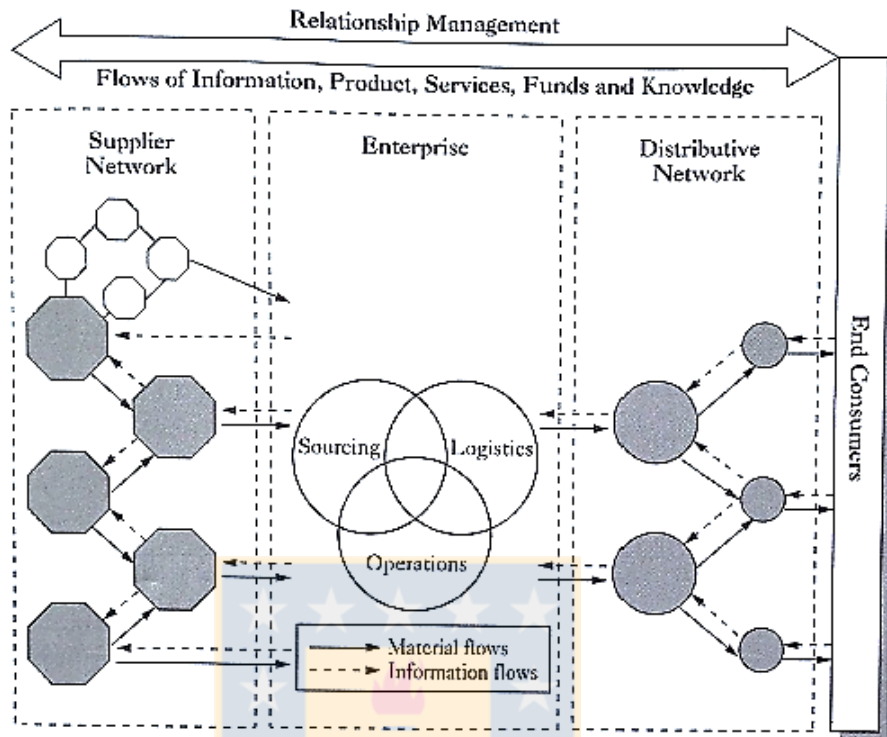 Relationship Management
Flows of Information, Product, Services, Funds and Knowledge
Supplier
Network
Enterprise
Distributive
Network
Sourcing
Logistics
Operations
Material flows
Information flows
End Consumers